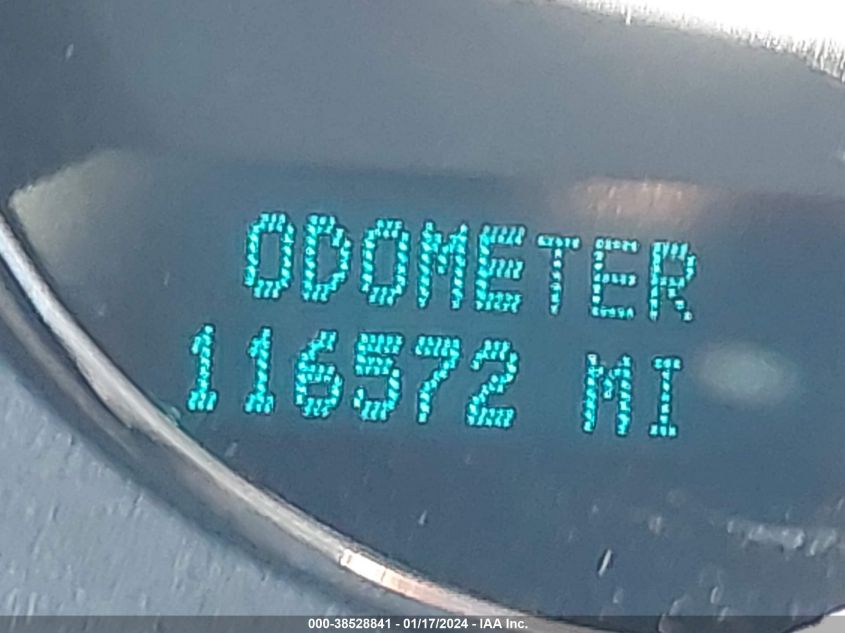 ODOMETER
116572 MI
000-38528841 - 01/17/2024 - IAA Inc.